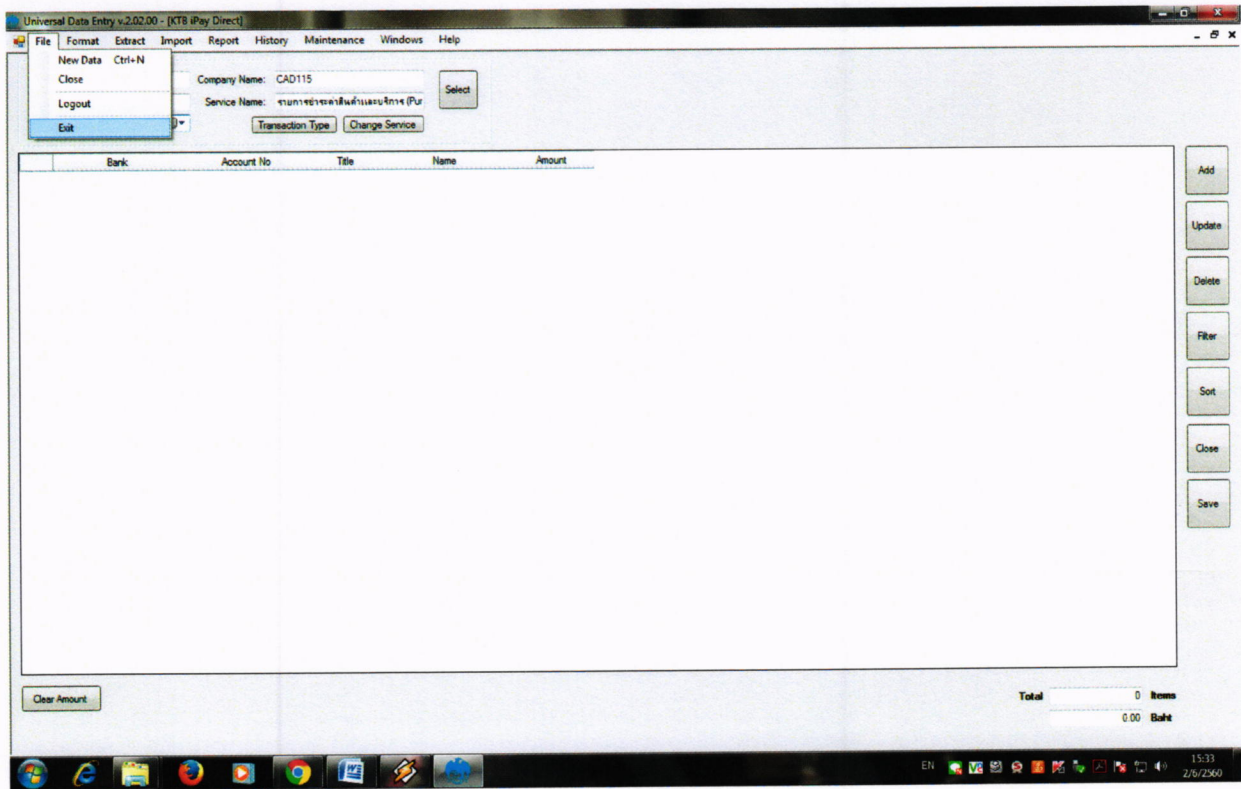 Universal Data Entry v.2.02.00 - [KTB iPay Direct]
File Format Extract Import Report History Maintenance Windows Help
New Data Ctrl+N
Close
Logout
Exit
Company Name: CAD115
Service Name: รายการชำระค่าสินค้าและบริการ (Pur
Select
Transaction Type Change Service
Bank Account No Title Name Amount
Add
Update
Delete
Filter
Sort
Close
Save
Clear Amount
Total 0 Items
0.00 Baht
EN
15:33
2/6/2560